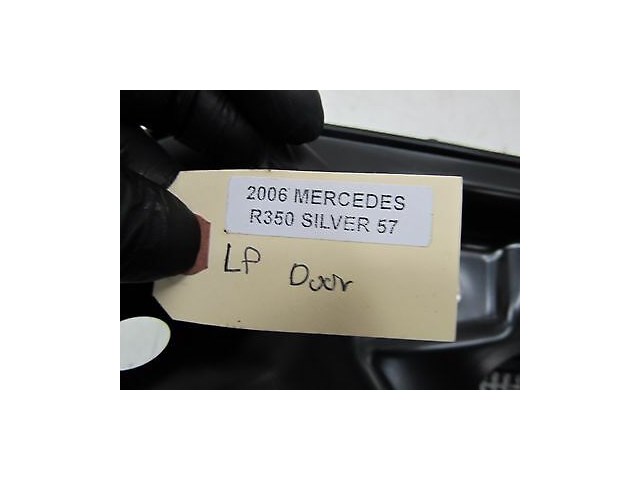 2006 MERCEDES
R350 SILVER 57
LP Door